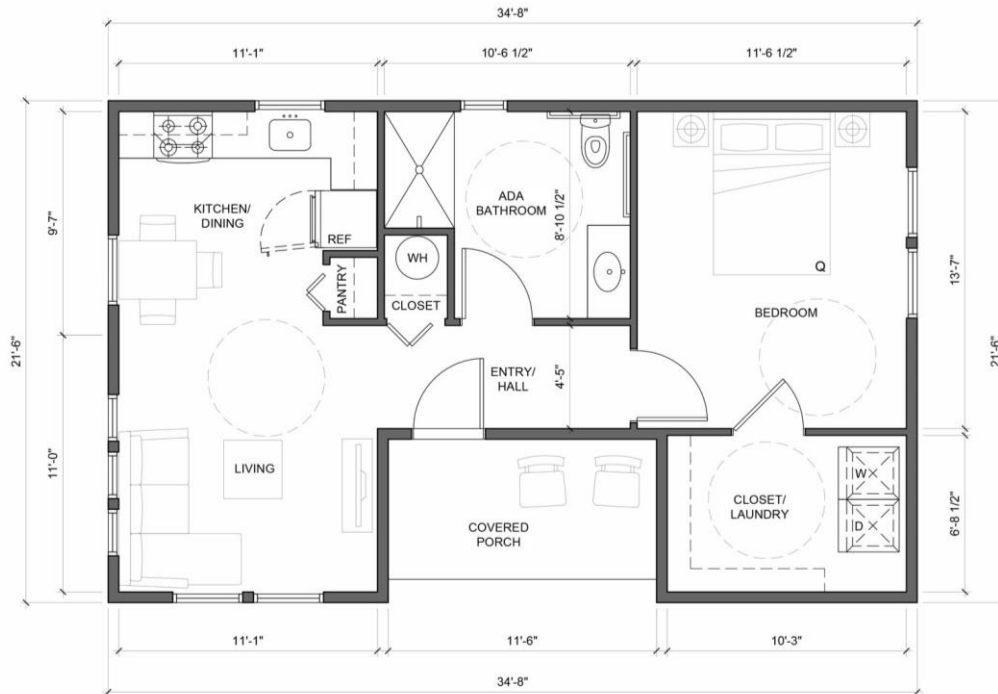 34'-8"
11'-1"
10'-6 1/2"
11'-6 1/2"
9'-7"
11'-0"
21'-6"
KITCHEN/
DINING
REF
PANTRY
WH
CLOSET
ADA
BATHROOM
8'-10 1/2"
Q
BEDROOM
13'-7"
21'-6"
ENTRY/
HALL
4'-5"
LIVING
COVERED
PORCH
CLOSET/
LAUNDRY
W
D
6'-8 1/2"
11'-1"
11'-6"
10'-3"
34'-8"